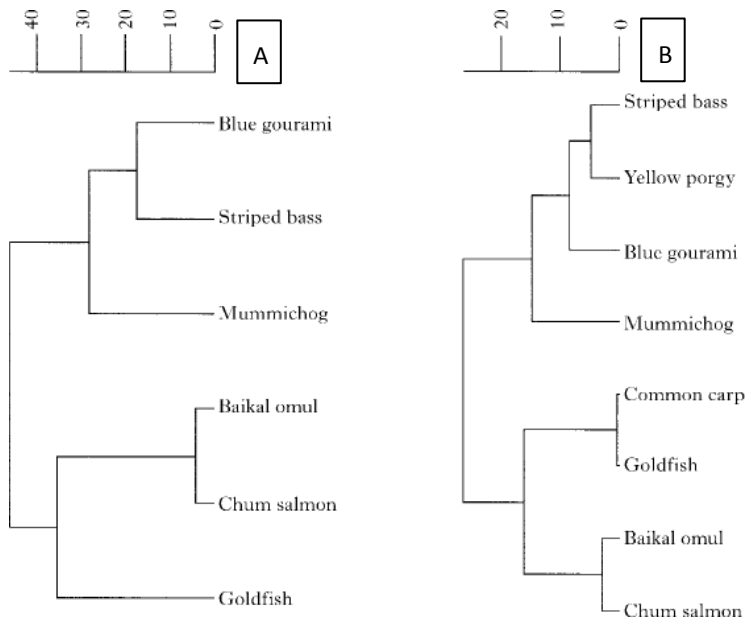 40 30 20 10 0
A
Blue gourami
Striped bass
Mummichog
Baikal omul
Chum salmon
Goldfish
20 10 0
B
Striped bass
Yellow porgy
Blue gourami
Mummichog
Common carp
Goldfish
Baikal omul
Chum salmon